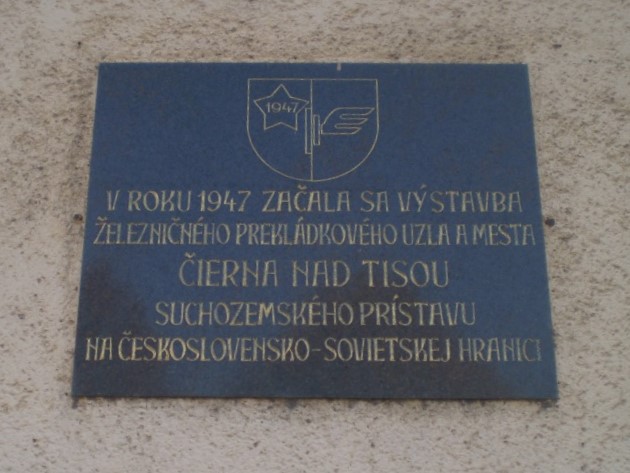 1947
V ROKU 1947 ZAČALA SA VÝSTAVBA
ŽELEZNIČNÉHO PREKLÁDKOVÉHO UZLA A MESTA
ČIERNA NAD TISOU
SUCHOZEMSKÉHO PRÍSTAVU
NA ČESKOSLOVENSKO-SOVIETSKEJ HRANICI